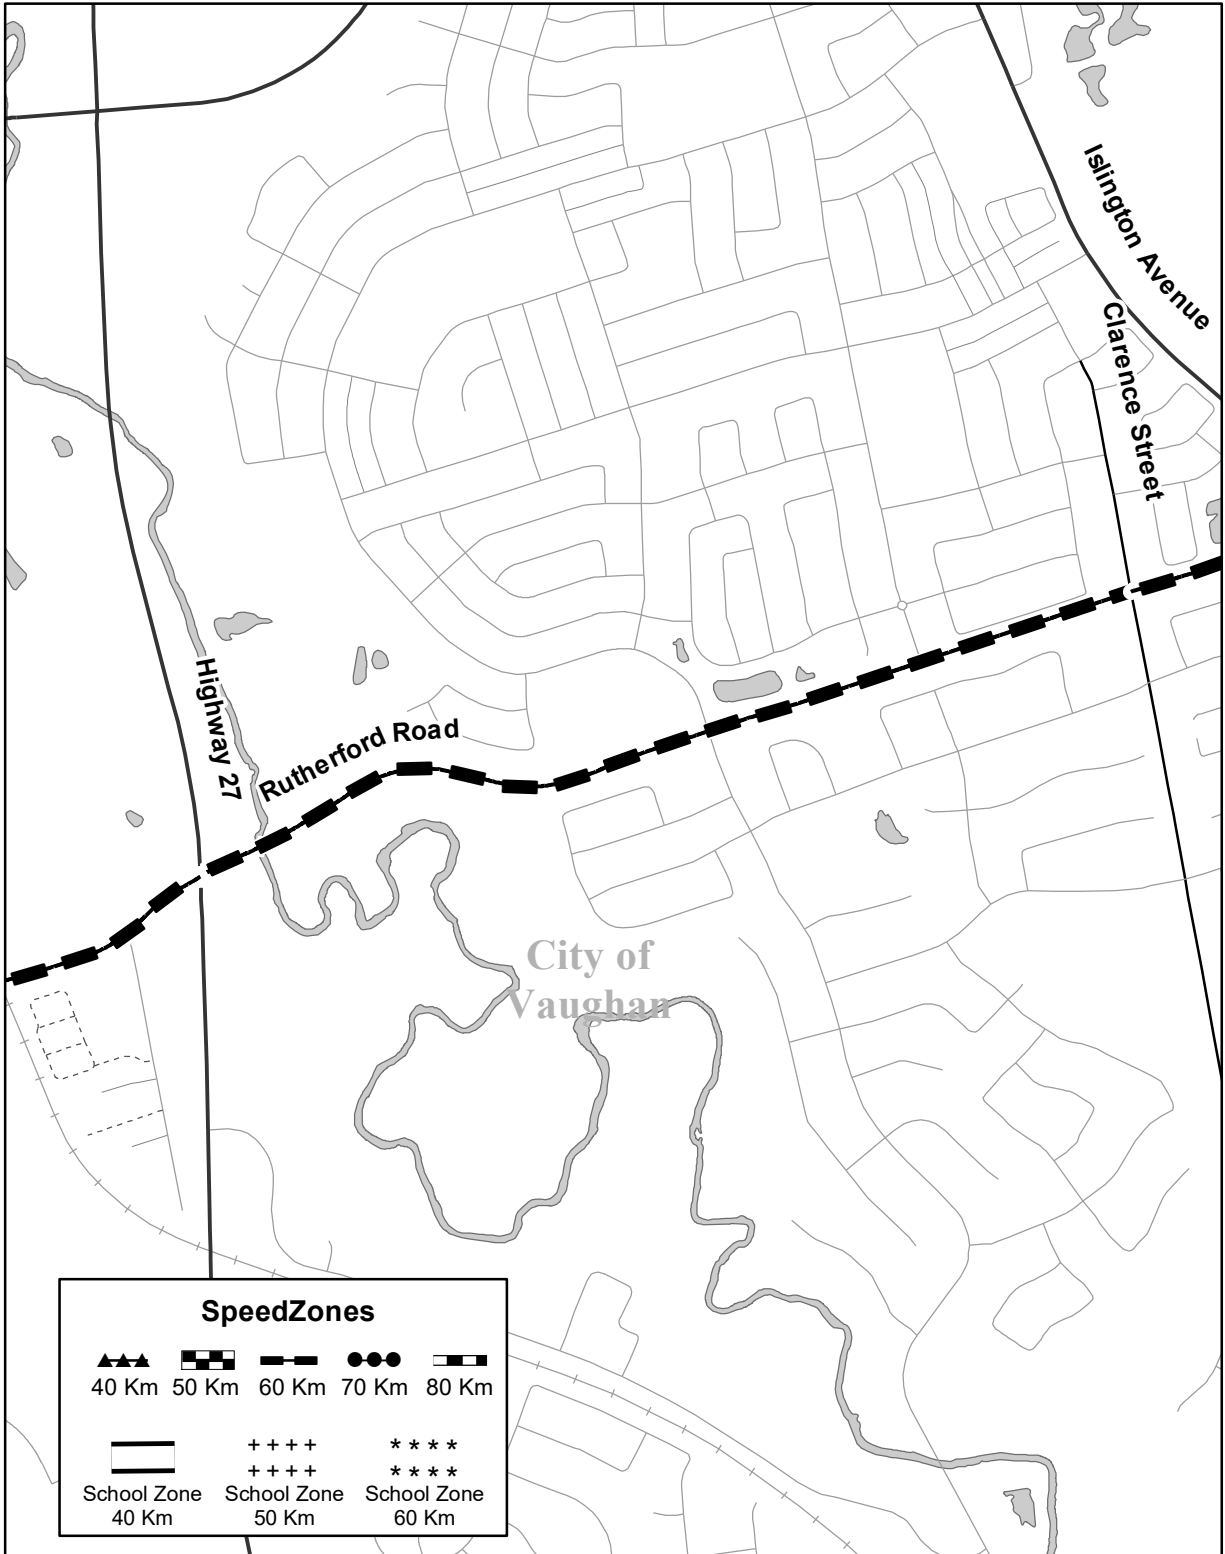 Islington Avenue
Clarence Street
Highway 27
Rutherford Road
City of
Vaughan
SpeedZones
40 Km 50 Km 60 Km 70 Km 80 Km
School Zone School Zone School Zone
40 Km 50 Km 60 Km